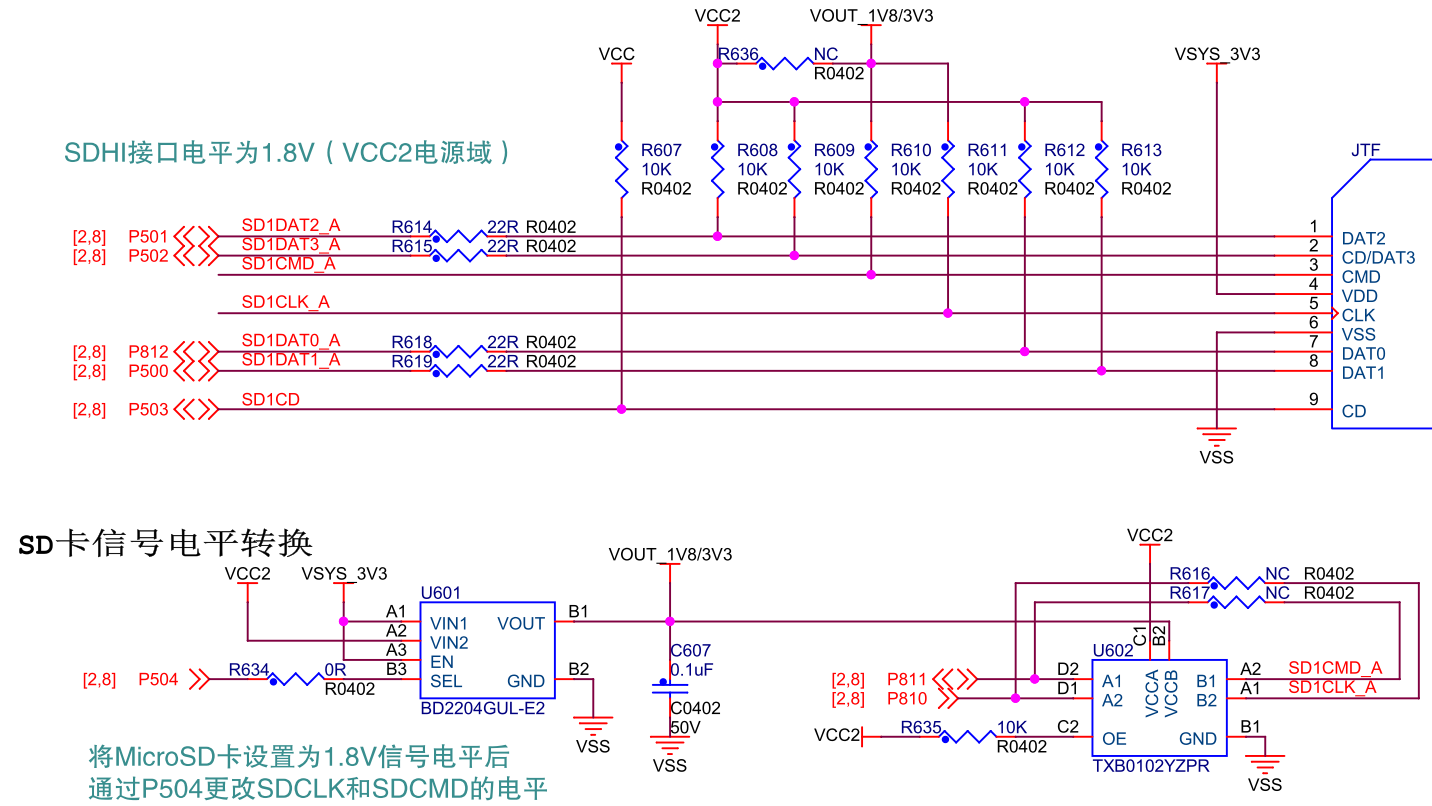 VCC2
VOUT_1V8/3V3
VCC
R636
NC
R0402
VSYS_3V3
SDHI接口电平为1.8V（VCC2电源域）
R607
10K
R0402
R608
10K
R0402
R609
10K
R0402
R610
10K
R0402
R611
10K
R0402
R612
10K
R0402
R613
10K
R0402
JTF
[2,8] P501 SD1DAT2_A R614 22R R0402 1 DAT2
[2,8] P502 SD1DAT3_A R615 22R R0402 2 CD/DAT3
SD1CMD_A 3 CMD
4 VDD
SD1CLK_A 5 CLK
6 VSS
[2,8] P812 SD1DAT0_A R618 22R R0402 7 DAT0
[2,8] P500 SD1DAT1_A R619 22R R0402 8 DAT1
[2,8] P503 SD1CD 9 CD
VSS
SD卡信号电平转换
VCC2
VSYS_3V3
VOUT_1V8/3V3
U601
A1 VIN1 VOUT B1
A2 VIN2
A3 EN
[2,8] P504 R634 0R R0402 B3 SEL GND B2
BD2204GUL-E2
VSS
C607
0.1uF
C0402
50V
VSS
将MicroSD卡设置为1.8V信号电平后
通过P504更改SDCLK和SDCMD的电平
VCC2
R616 NC R0402
R617 NC R0402
C1
B2
U602
VCCA
VCCB
[2,8] P811 D2 A1 B1 A2 SD1CMD_A
[2,8] P810 D1 A2 B2 A1 SD1CLK_A
VCC2 R635 10K R0402 C2 OE GND B1
TXB0102YZPR
VSS